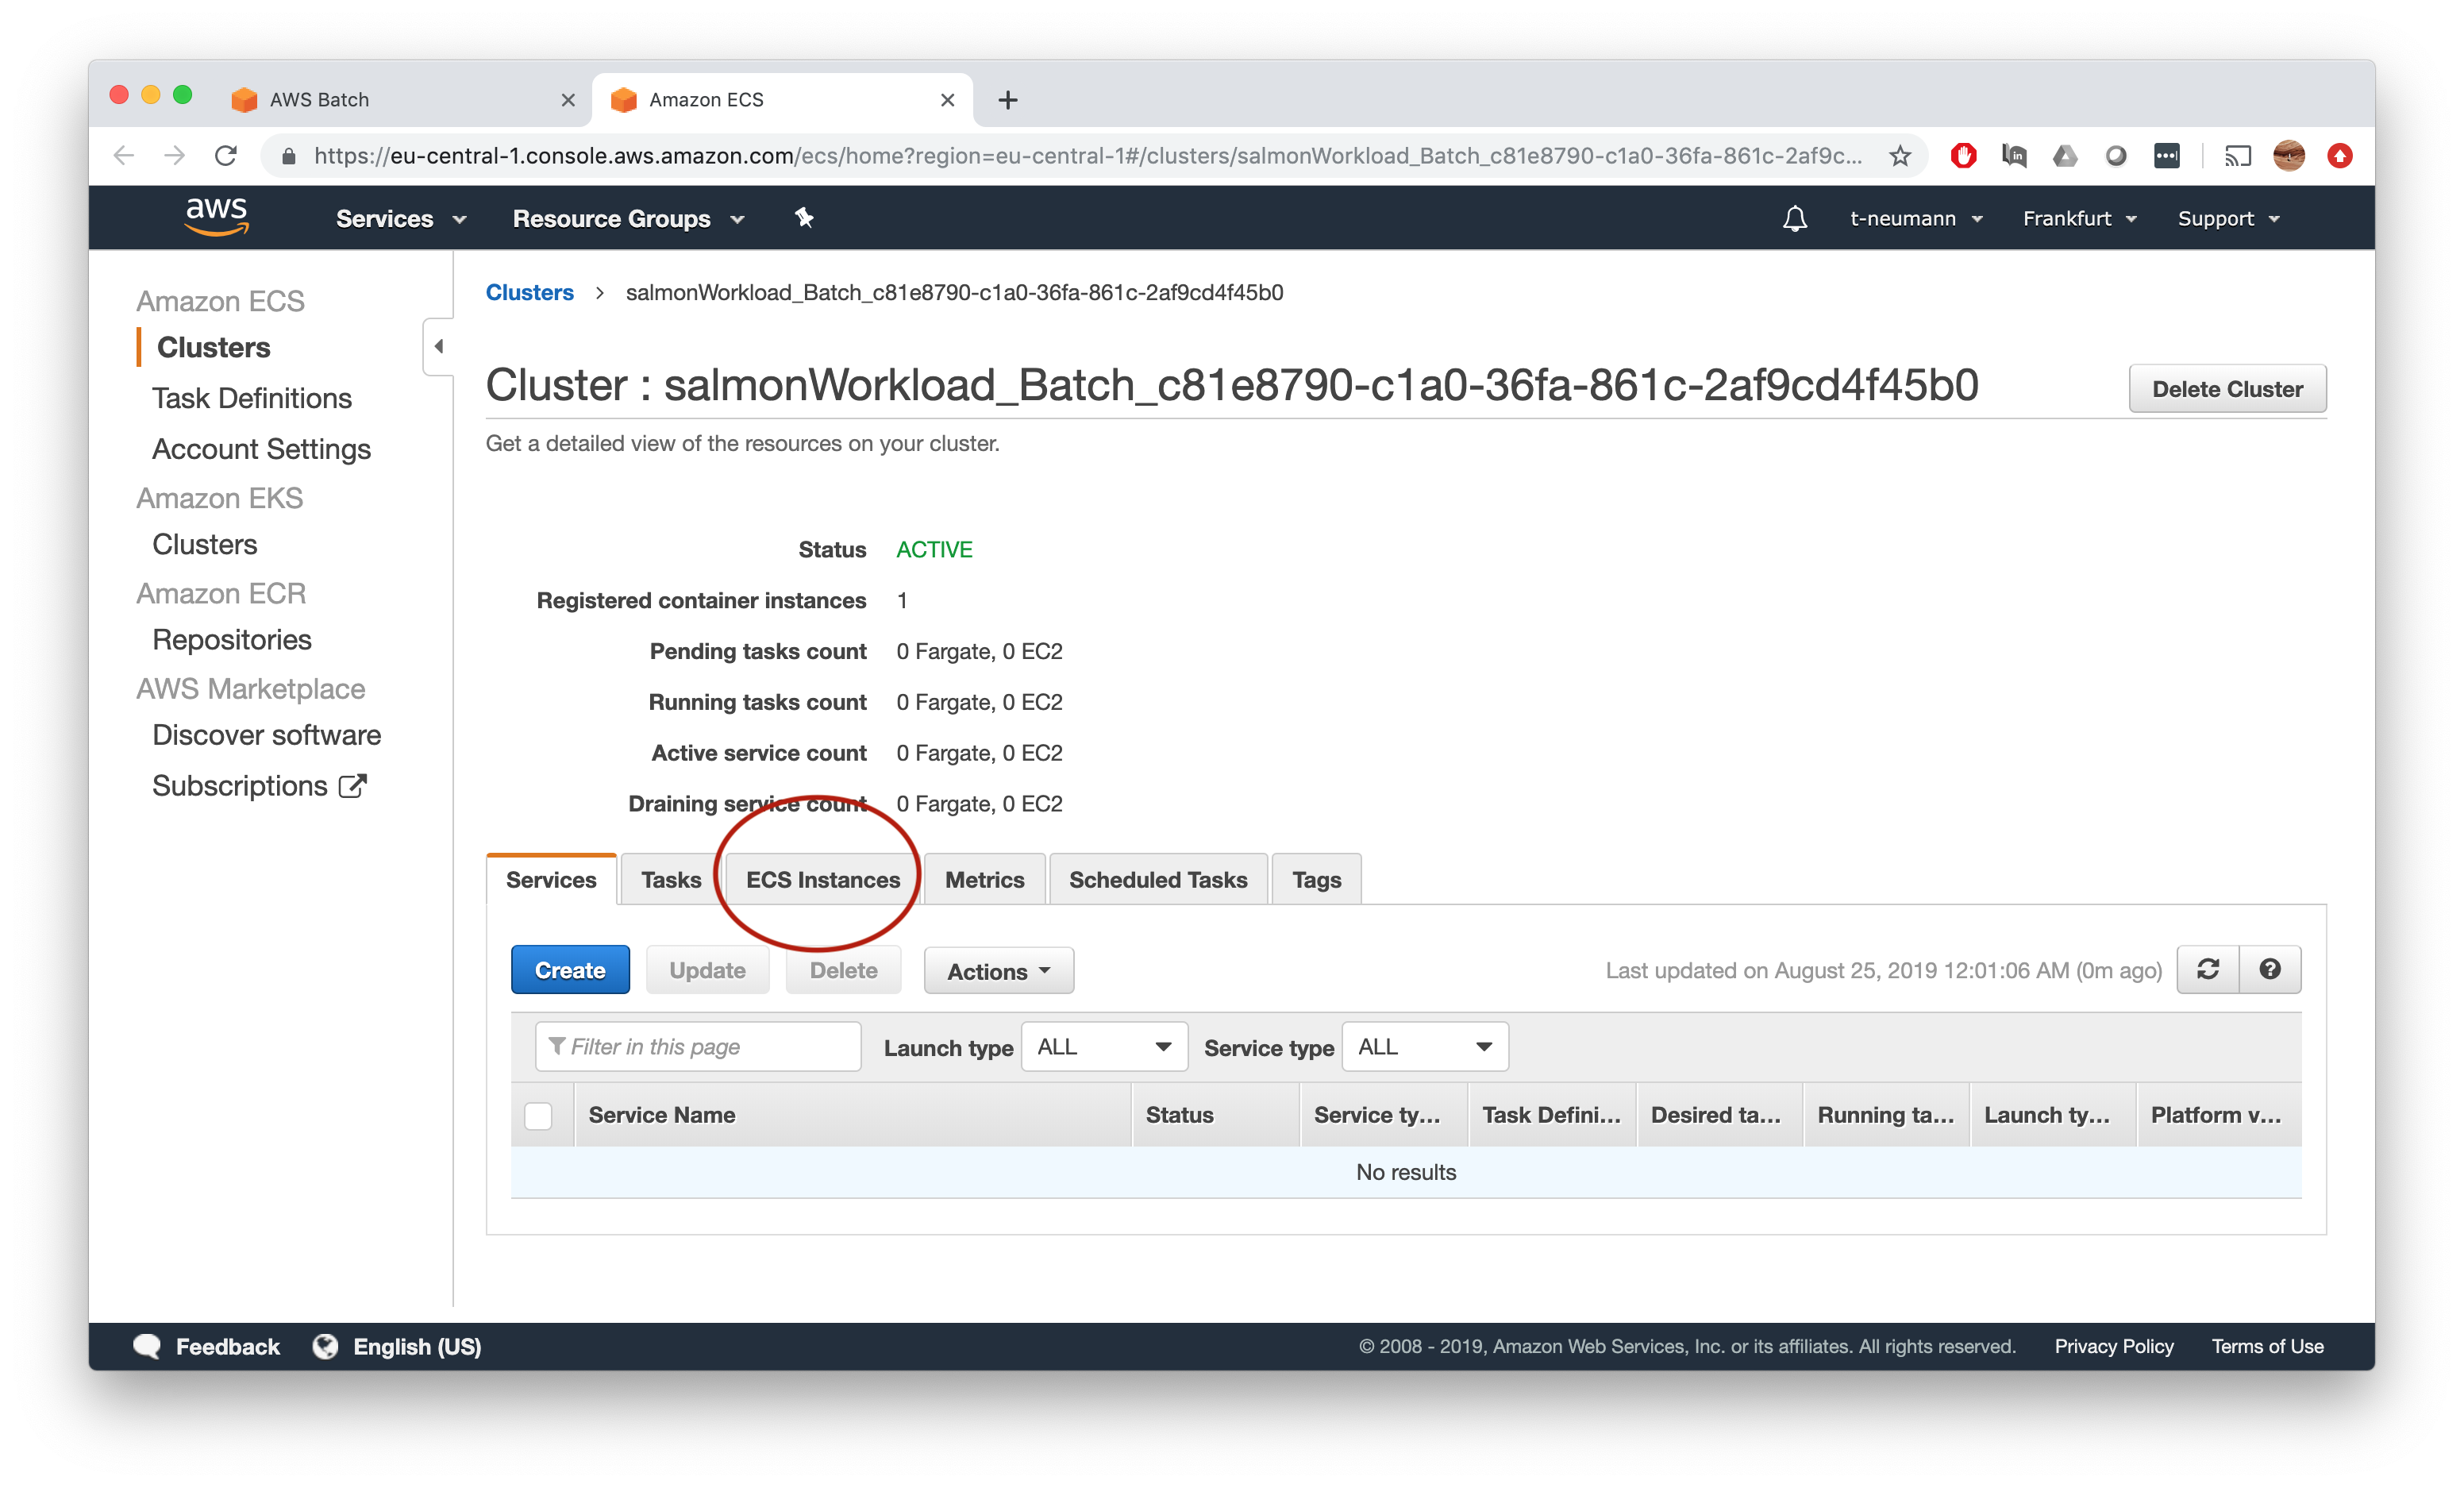 AWS Batch
Amazon ECS
https://eu-central-1.console.aws.amazon.com/ecs/home?region=eu-central-1#/clusters/salmonWorkload_Batch_c81e8790-c1a0-36fa-861c-2af9c...
aws Services Resource Groups t-neumann Frankfurt Support
Amazon ECS
Clusters
Task Definitions
Account Settings
Amazon EKS
Clusters
Amazon ECR
Repositories
AWS Marketplace
Discover software
Subscriptions
Clusters > salmonWorkload_Batch_c81e8790-c1a0-36fa-861c-2af9cd4f45b0
Cluster : salmonWorkload_Batch_c81e8790-c1a0-36fa-861c-2af9cd4f45b0
Delete Cluster
Get a detailed view of the resources on your cluster.
Status ACTIVE
Registered container instances 1
Pending tasks count 0 Fargate, 0 EC2
Running tasks count 0 Fargate, 0 EC2
Active service count 0 Fargate, 0 EC2
Draining service count 0 Fargate, 0 EC2
Services Tasks ECS Instances Metrics Scheduled Tasks Tags
Create Update Delete Actions Last updated on August 25, 2019 12:01:06 AM (0m ago)
Filter in this page Launch type ALL Service type ALL
Service Name Status Service ty... Task Defini... Desired ta... Running ta... Launch ty... Platform v...
No results
Feedback English (US) © 2008 - 2019, Amazon Web Services, Inc. or its affiliates. All rights reserved. Privacy Policy Terms of Use